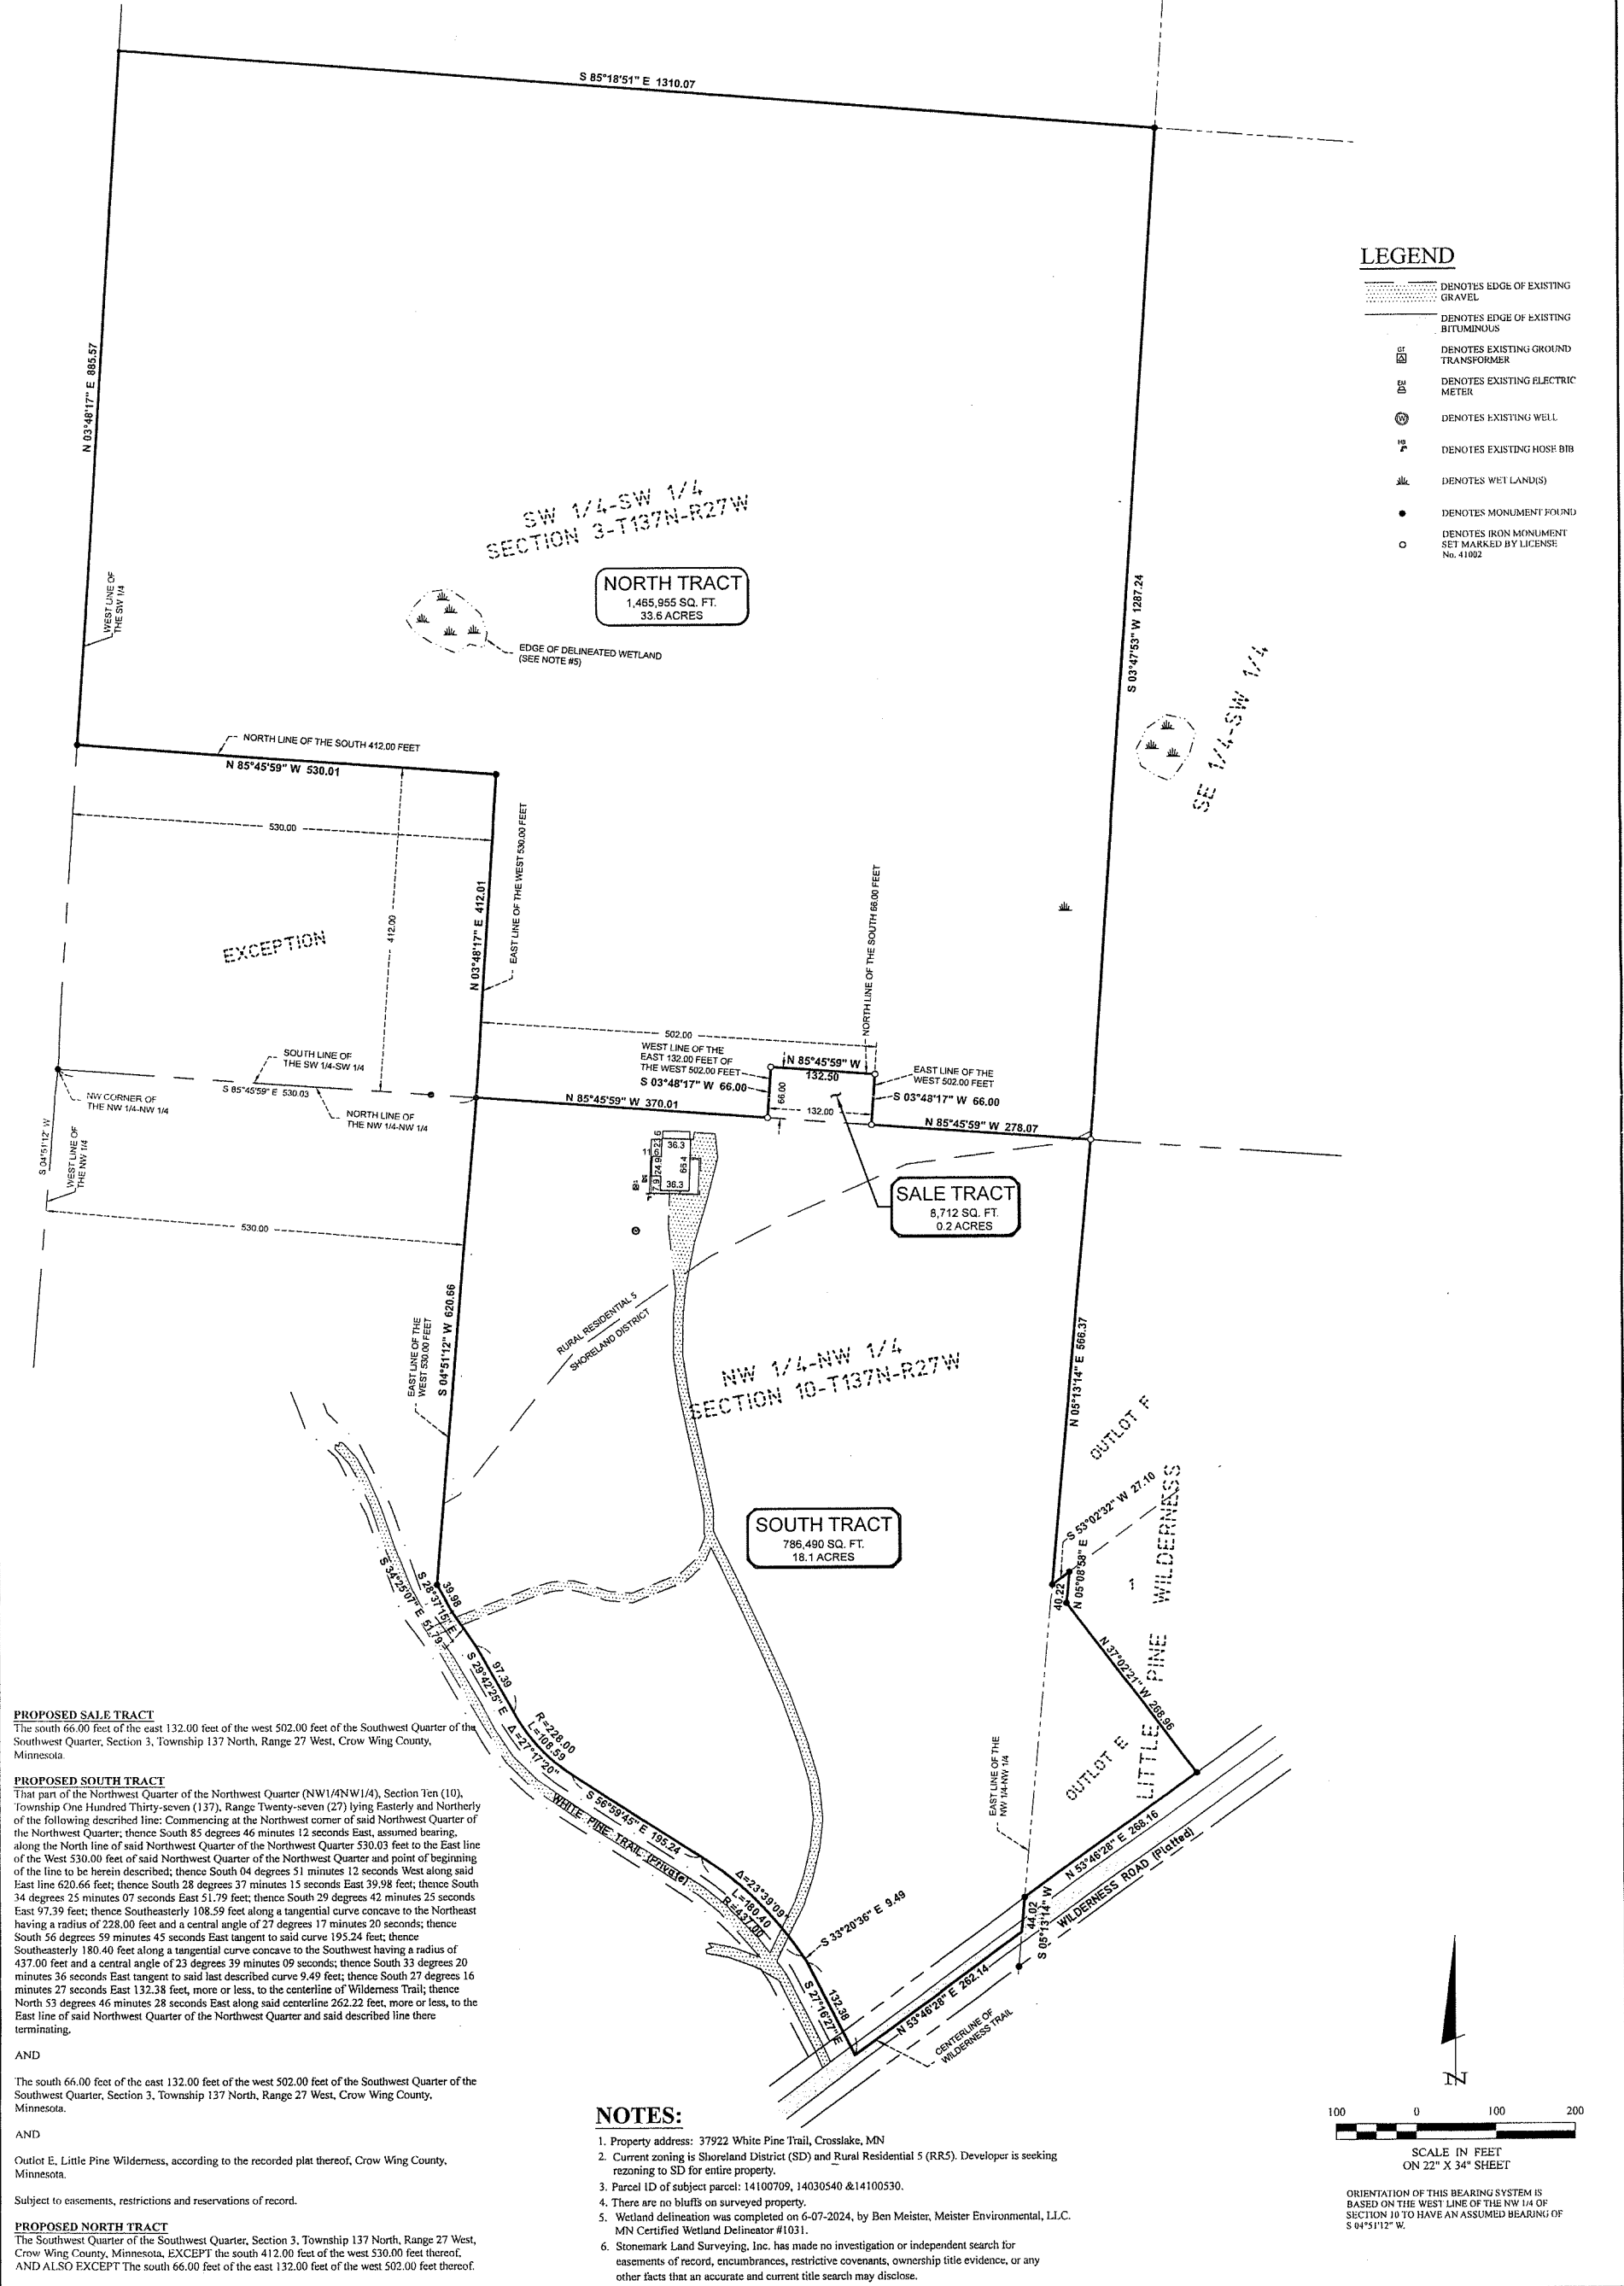 S 85°18'51" E  1310.07
N 03°48'17" E  885.57
WEST LINE OF
THE SW 1/4
SW 1/4-SW 1/4
SECTION 3-T137N-R27W
NORTH TRACT
1,465,955 SQ. FT.
33.6 ACRES
EDGE OF DELINEATED WETLAND
(SEE NOTE #5)
S 03°47'53" W  1287.24
SE 1/4-SW 1/4
LEGEND
DENOTES EDGE OF EXISTING
GRAVEL
DENOTES EDGE OF EXISTING
BITUMINOUS
GT
DENOTES EXISTING GROUND
TRANSFORMER
EM
DENOTES EXISTING ELECTRIC
METER
W
DENOTES EXISTING WELL
HB
DENOTES EXISTING HOSE BIB
DENOTES WETLAND(S)
DENOTES MONUMENT FOUND
DENOTES IRON MONUMENT
SET MARKED BY LICENSE
No. 41002
NORTH LINE OF THE SOUTH 412.00 FEET
N 85°45'59" W  530.01
530.00
412.00
N 03°48'17" E  412.01
EAST LINE OF THE WEST 530.00 FEET
EXCEPTION
NORTH LINE OF THE SOUTH 66.00 FEET
502.00
WEST LINE OF THE
EAST 132.00 FEET OF
THE WEST 502.00 FEET
S 03°48'17" W  66.00
N 85°45'59" W
132.50
66.00
132.00
EAST LINE OF THE
WEST 502.00 FEET
S 03°48'17" W  66.00
SOUTH LINE OF
THE SW 1/4-SW 1/4
S 85°45'59" E  530.03
NORTH LINE OF
THE NW 1/4-NW 1/4
NW CORNER OF
THE NW 1/4-NW 1/4
S 04°51'12" W
WEST LINE OF
THE NW 1/4
N 85°45'59" W  370.01
N 85°45'59" W  278.07
36.3
24.9
65.4
7.9
36.3
SALE TRACT
8,712 SQ. FT.
0.2 ACRES
530.00
EAST LINE OF THE
WEST 530.00 FEET
S 04°51'12" W  620.66
RURAL RESIDENTIAL 5
SHORELAND DISTRICT
NW 1/4-NW 1/4
SECTION 10-T137N-R27W
N 05°13'14" E  566.37
OUTLOT F
S 53°02'32" W  27.10
40.22
N 05°08'58" E
1
SOUTH TRACT
786,490 SQ. FT.
18.1 ACRES
LITTLE PINE WILDERNESS
N 37°02'21" W  268.96
OUTLOT E
S 28°37'15" E
39.98
S 34°25'07" E  51.79
97.39
S 29°42'25" E
R=228.00
L=108.59
Δ=27°17'20"
S 56°59'45" E  195.24
WHITE PINE TRAIL (Private)
Δ=23°39'09"
L=180.40
R=437.00
S 33°20'36" E  9.49
132.38
S 27°16'27" E
EAST LINE OF THE
NW 1/4-NW 1/4
N 53°46'28" E  268.16
WILDERNESS ROAD (Platted)
44.02
S 05°13'14" W
N 53°46'28" E  262.14
CENTERLINE OF
WILDERNESS TRAIL
PROPOSED SALE TRACT
The south 66.00 feet of the east 132.00 feet of the west 502.00 feet of the Southwest Quarter of the
Southwest Quarter, Section 3, Township 137 North, Range 27 West, Crow Wing County,
Minnesota.
PROPOSED SOUTH TRACT
That part of the Northwest Quarter of the Northwest Quarter (NW1/4NW1/4), Section Ten (10),
Township One Hundred Thirty-seven (137), Range Twenty-seven (27) lying Easterly and Northerly
of the following described line: Commencing at the Northwest corner of said Northwest Quarter of
the Northwest Quarter; thence South 85 degrees 46 minutes 12 seconds East, assumed bearing,
along the North line of said Northwest Quarter of the Northwest Quarter 530.03 feet to the East line
of the West 530.00 feet of said Northwest Quarter of the Northwest Quarter and point of beginning
of the line to be herein described; thence South 04 degrees 51 minutes 12 seconds West along said
East line 620.66 feet; thence South 28 degrees 37 minutes 15 seconds East 39.98 feet; thence South
34 degrees 25 minutes 07 seconds East 51.79 feet; thence South 29 degrees 42 minutes 25 seconds
East 97.39 feet; thence Southeasterly 108.59 feet along a tangential curve concave to the Northeast
having a radius of 228.00 feet and a central angle of 27 degrees 17 minutes 20 seconds; thence
South 56 degrees 59 minutes 45 seconds East tangent to said curve 195.24 feet; thence
Southeasterly 180.40 feet along a tangential curve concave to the Southwest having a radius of
437.00 feet and a central angle of 23 degrees 39 minutes 09 seconds; thence South 33 degrees 20
minutes 36 seconds East tangent to said last described curve 9.49 feet; thence South 27 degrees 16
minutes 27 seconds East 132.38 feet, more or less, to the centerline of Wilderness Trail; thence
North 53 degrees 46 minutes 28 seconds East along said centerline 262.22 feet, more or less, to the
East line of said Northwest Quarter of the Northwest Quarter and said described line there
terminating.
AND
The south 66.00 feet of the east 132.00 feet of the west 502.00 feet of the Southwest Quarter of the
Southwest Quarter, Section 3, Township 137 North, Range 27 West, Crow Wing County,
Minnesota.
AND
Outlot E, Little Pine Wilderness, according to the recorded plat thereof, Crow Wing County,
Minnesota.
Subject to easements, restrictions and reservations of record.
PROPOSED NORTH TRACT
The Southwest Quarter of the Southwest Quarter, Section 3, Township 137 North, Range 27 West,
Crow Wing County, Minnesota, EXCEPT the south 412.00 feet of the west 530.00 feet thereof,
AND ALSO EXCEPT The south 66.00 feet of the east 132.00 feet of the west 502.00 feet thereof.
NOTES:
1. Property address:  37922 White Pine Trail, Crosslake, MN
2. Current zoning is Shoreland District (SD) and Rural Residential 5 (RR5). Developer is seeking
rezoning to SD for entire property.
3. Parcel ID of subject parcel: 14100709, 14030540 &14100530.
4. There are no bluffs on surveyed property.
5. Wetland delineation was completed on 6-07-2024, by Ben Meister, Meister Environmental, LLC.
MN Certified Wetland Delineator #1031.
6. Stonemark Land Surveying, Inc. has made no investigation or independent search for
easements of record, encumbrances, restrictive covenants, ownership title evidence, or any
other facts that an accurate and current title search may disclose.
N
100 0 100 200
SCALE IN FEET
ON 22" X 34" SHEET
ORIENTATION OF THIS BEARING SYSTEM IS
BASED ON THE WEST LINE OF THE NW 1/4 OF
SECTION 10 TO HAVE AN ASSUMED BEARING OF
S 04°51'12" W.